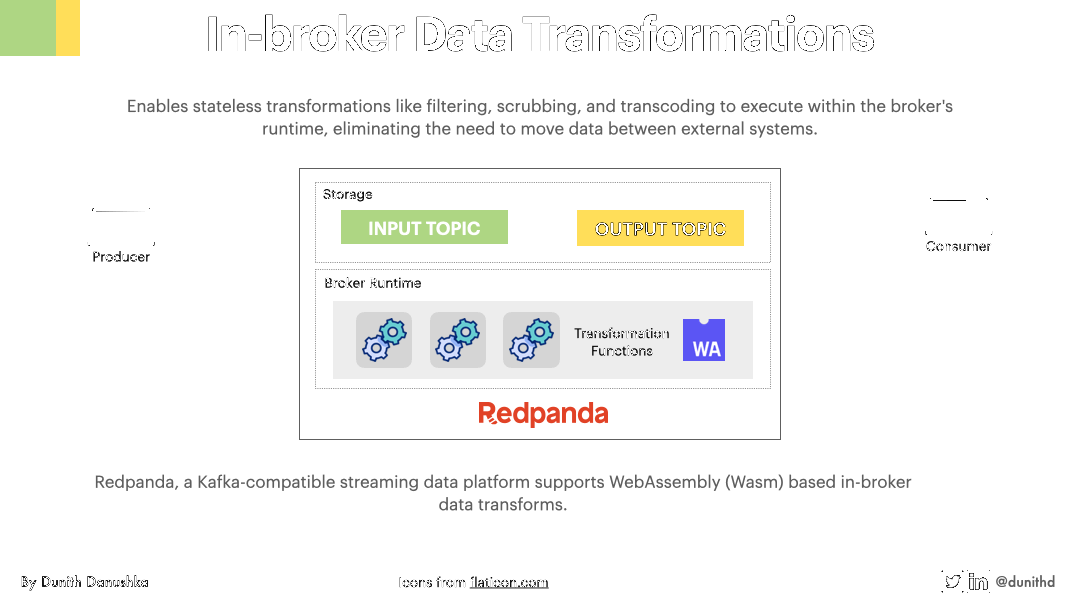 In-broker Data Transformations
Enables stateless transformations like filtering, scrubbing, and transcoding to execute within the broker's
runtime, eliminating the need to move data between external systems.
Storage
INPUT TOPIC
OUTPUT TOPIC
Producer
Consumer
Broker Runtime
Transformation
Functions
WA
Redpanda
Redpanda, a Kafka-compatible streaming data platform supports WebAssembly (Wasm) based in-broker
data transforms.
By Dunith Danushka
Icons from flaticon.com
in @dunithd